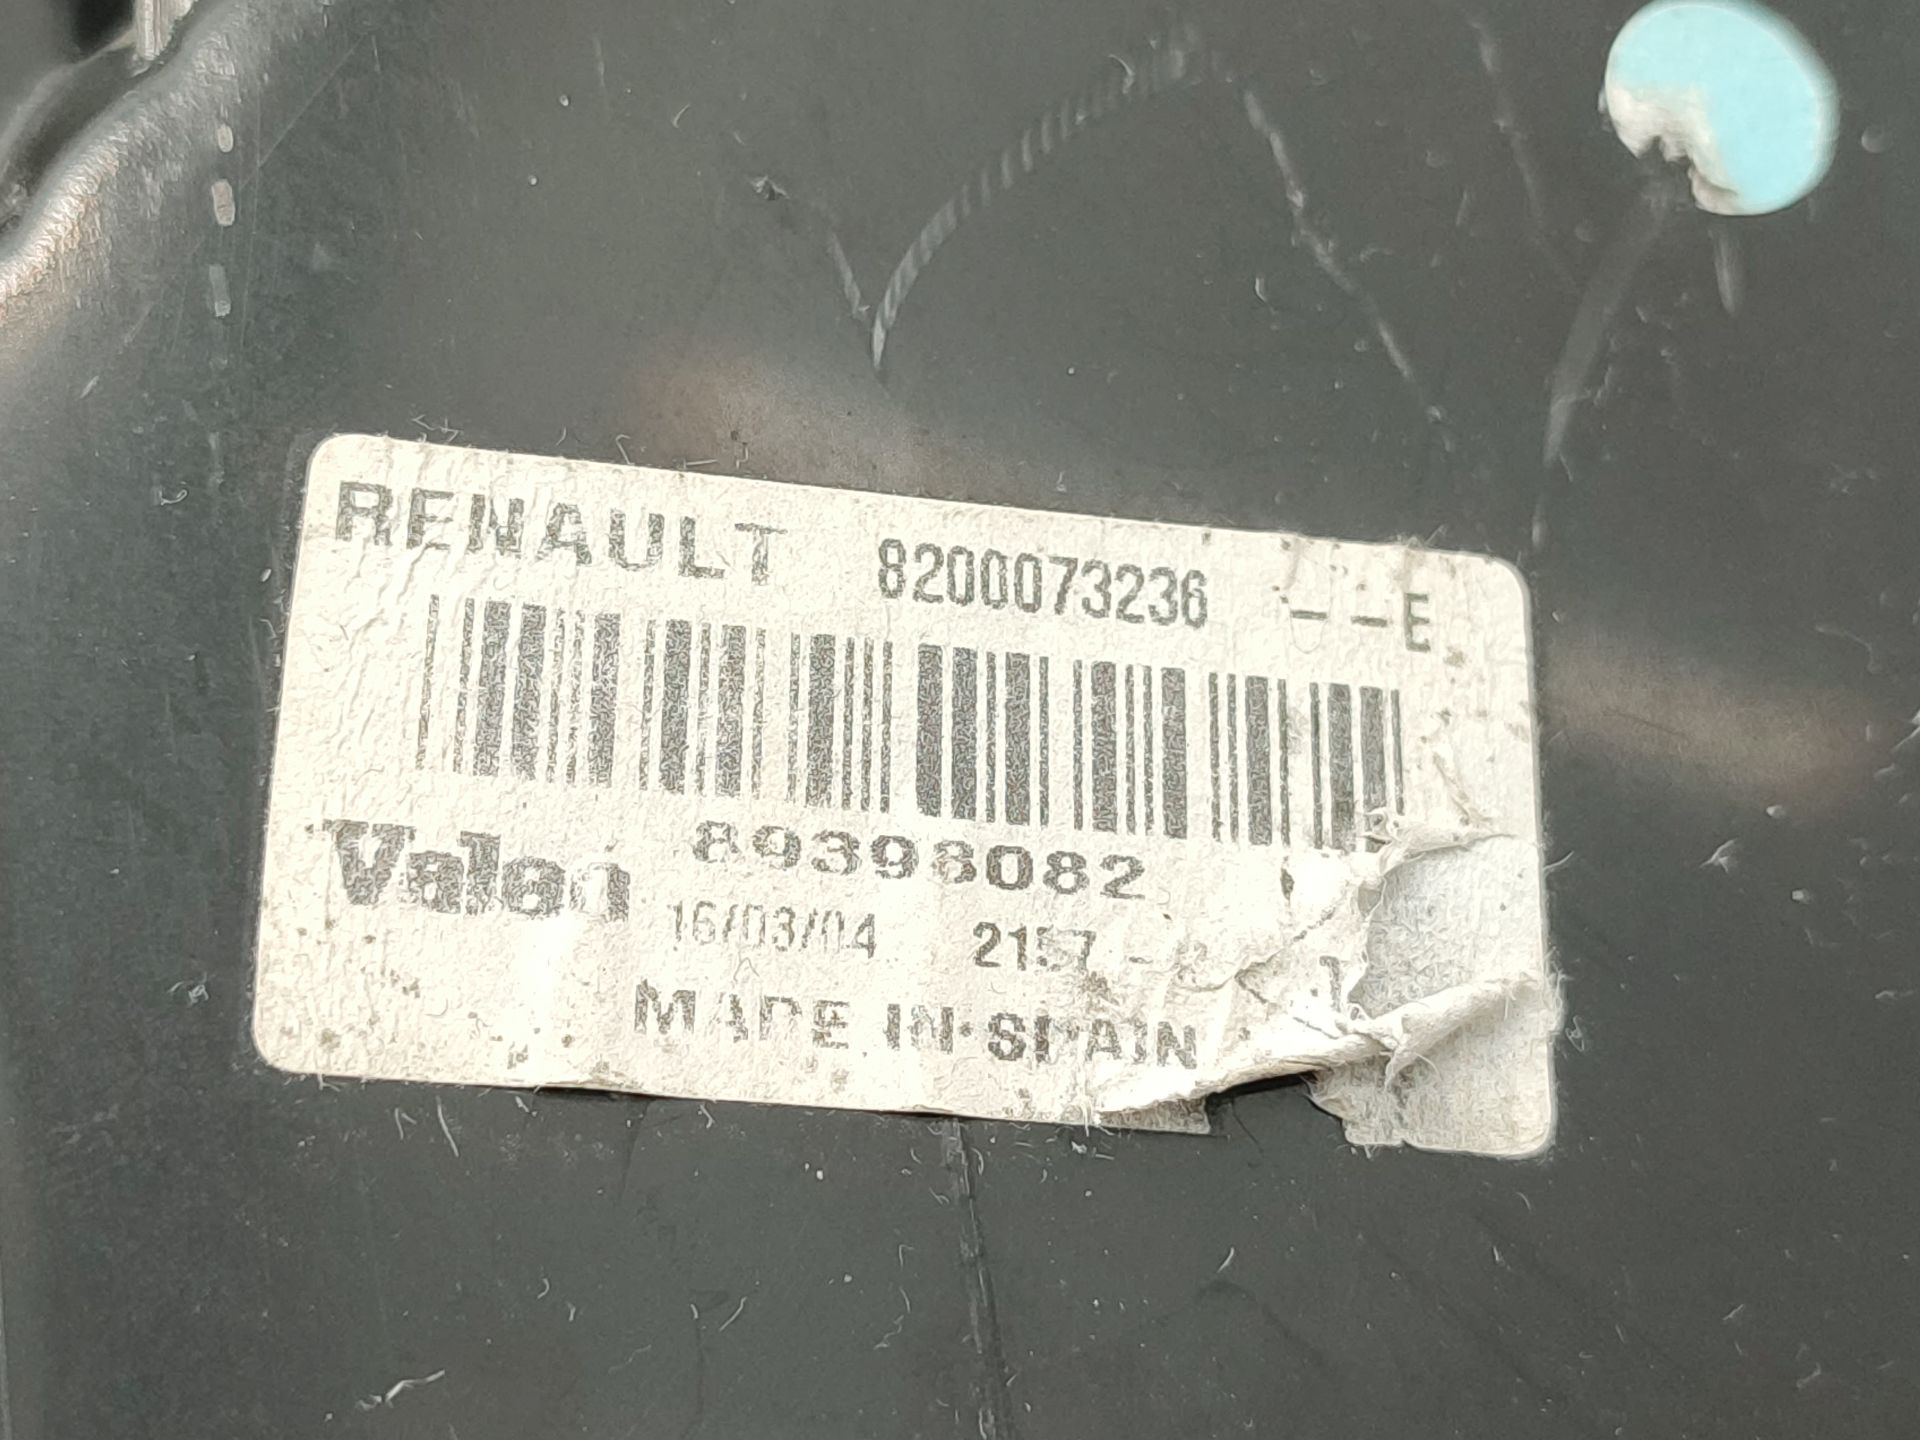 RENAULT 8200073236 --E
Valeo 89398082
16/03/04 2157 -
MADE IN SPAIN